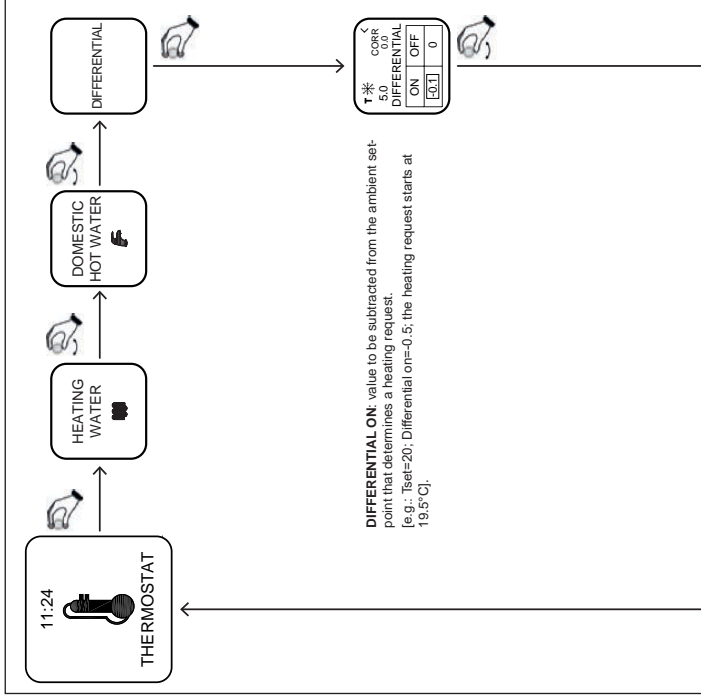 11:24
THERMOSTAT
HEATING
WATER
DOMESTIC
HOT WATER
DIFFERENTIAL
T
5.0
CORR
0.0
DIFFERENTIAL
ON OFF
-0.1 0
DIFFERENTIAL ON: value to be subtracted from the ambient set-
point that determines a heating request.
[e.g.: Tset=20; Differential on=-0.5; the heating request starts at
19.5°C].